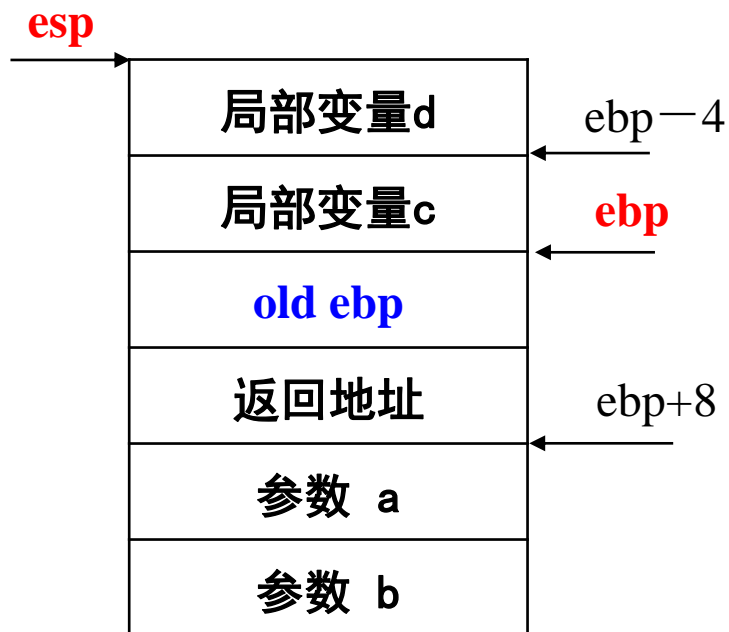 esp
局部变量d
ebp－4
局部变量c
ebp
old ebp
返回地址
ebp+8
参数 a
参数 b